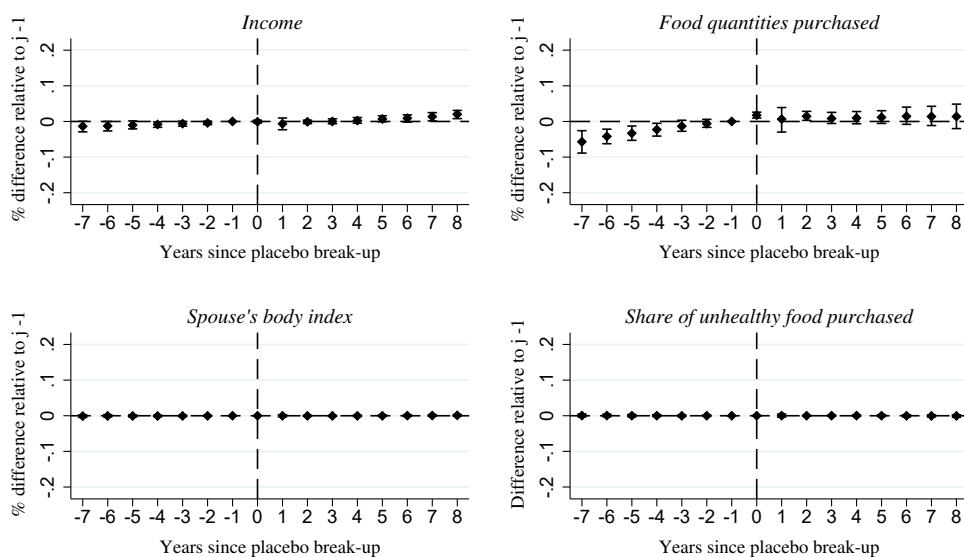 Income
% difference relative to j -1
.2
.1
0
-.1
-.2
-7 -6 -5 -4 -3 -2 -1 0 1 2 3 4 5 6 7 8
Years since placebo break-up
Food quantities purchased
% difference relative to j -1
.2
.1
0
-.1
-.2
-7 -6 -5 -4 -3 -2 -1 0 1 2 3 4 5 6 7 8
Years since placebo break-up
Spouse's body index
% difference relative to j -1
.2
.1
0
-.1
-.2
-7 -6 -5 -4 -3 -2 -1 0 1 2 3 4 5 6 7 8
Years since placebo break-up
Share of unhealthy food purchased
Difference relative to j -1
.2
.1
0
-.1
-.2
-7 -6 -5 -4 -3 -2 -1 0 1 2 3 4 5 6 7 8
Years since placebo break-up